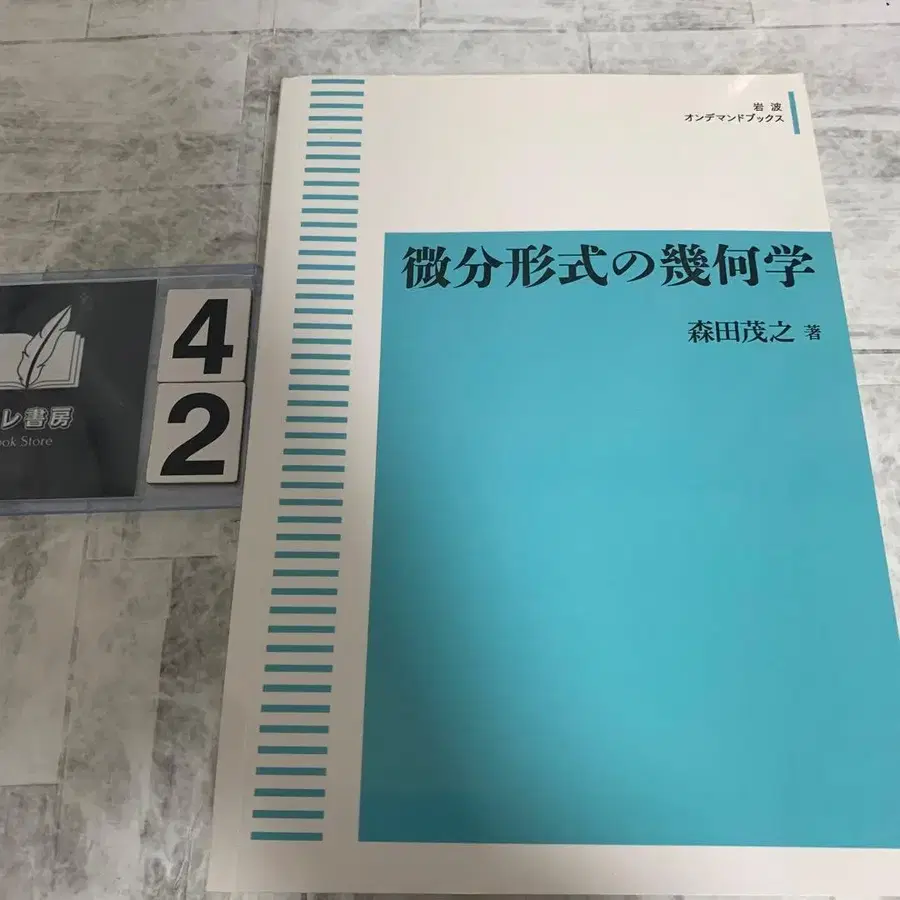 岩波
オンデマンドブックス
微分形式の幾何学
森田茂之 著
4
2
レ書房
ok Store